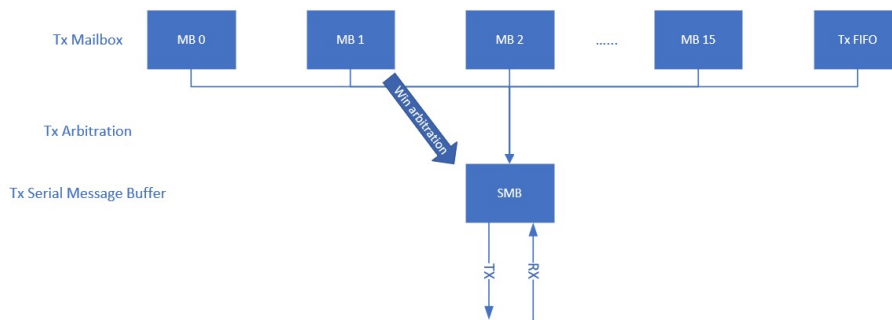 Tx Mailbox MB 0 MB 1 MB 2 ...... MB 15 Tx FIFO
Win arbitration
Tx Arbitration
Tx Serial Message Buffer SMB
TX RX